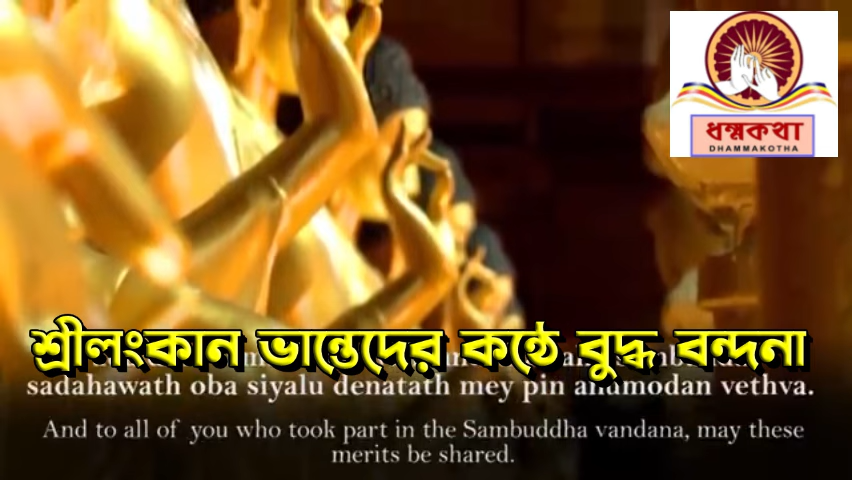 ধম্মকথা
DHAMMAKOTHA
শ্রীলংকান ভান্তেদের কন্ঠে বুদ্ধ বন্দনা
sadahawath oba siyalu denatath mey pin anumodan vethva.
And to all of you who took part in the Sambuddha vandana, may these
merits be shared.